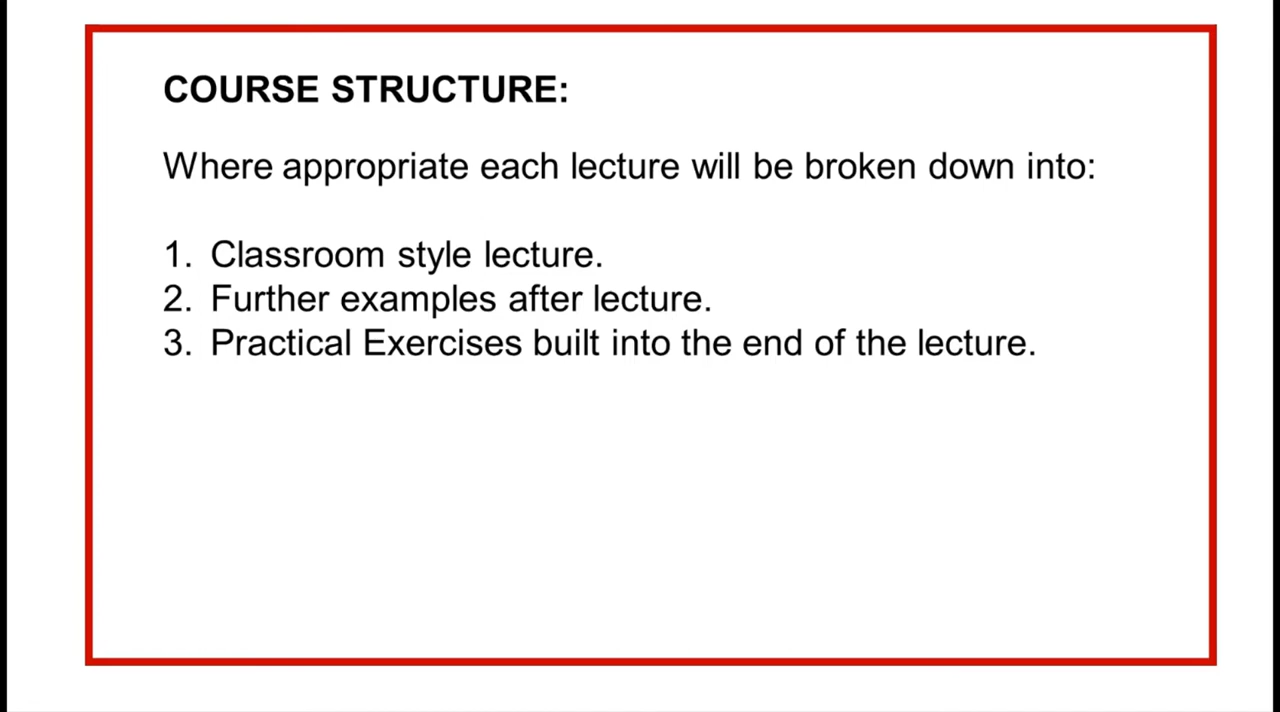 COURSE STRUCTURE:
Where appropriate each lecture will be broken down into:
1. Classroom style lecture.
2. Further examples after lecture.
3. Practical Exercises built into the end of the lecture.